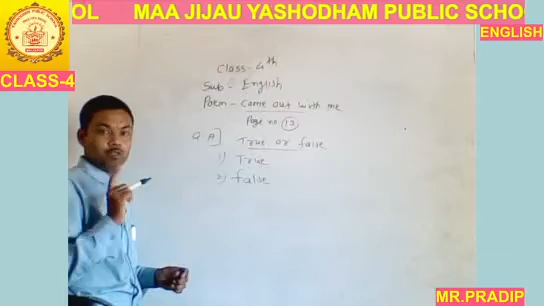 OL MAA JIJAU YASHODHAM PUBLIC SCHO
ENGLISH
CLASS-4
Class- 4th
Sub- English
Poem - Came out with me
Page no 13
Q A] True or false
1) True
2) false
MR.PRADIP